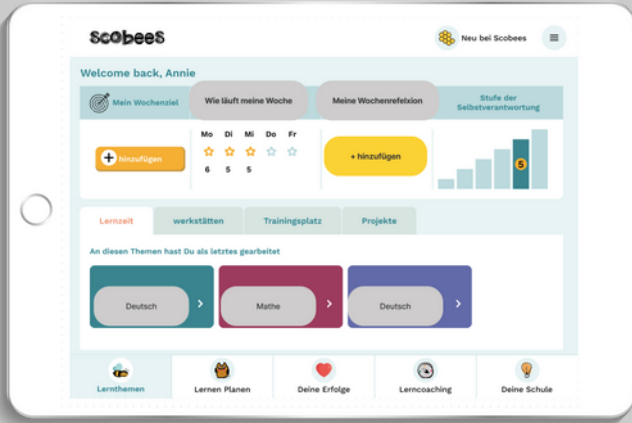 scobees
Neu bei Scobees
Welcome back, Annie
Mein Wochenziel
Wie läuft meine Woche
Meine Wochenrefelxion
Stufe der
Selbstverantwortung
Mo Di Mi Do Fr
+ hinzufügen
6 5 5
+ hinzufügen
5
Lernzeit werkstätten Trainingsplatz Projekte
An diesen Themen hast Du als letztes gearbeitet
Deutsch Mathe Deutsch
Lernthemen Lernen Planen Deine Erfolge Lerncoaching Deine Schule